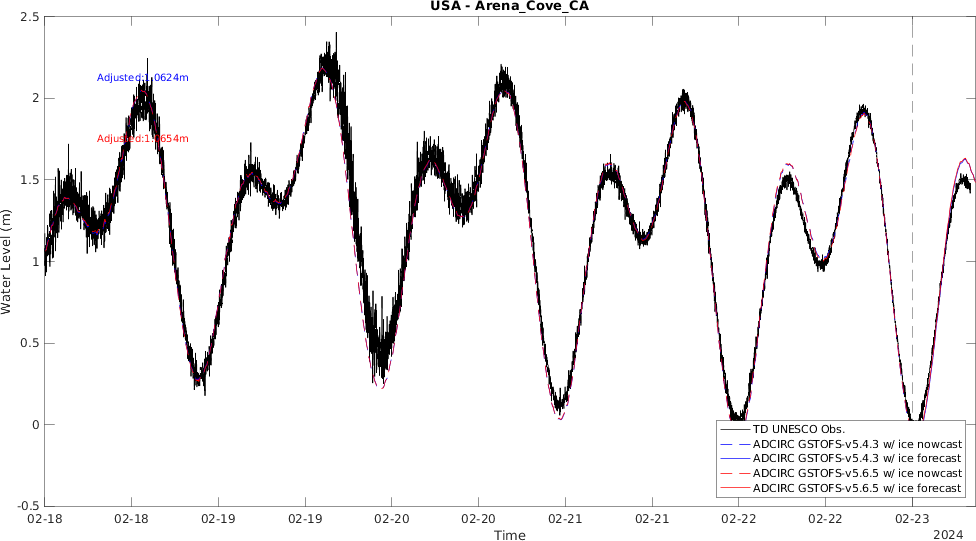 USA - Arena_Cove_CA
2.5
2
1.5
1
0.5
0
-0.5
Water Level (m)
Adjusted:1.0624m
Adjusted:1.0654m
TD UNESCO Obs.
ADCIRC GSTOFS-v5.4.3 w/ ice nowcast
ADCIRC GSTOFS-v5.4.3 w/ ice forecast
ADCIRC GSTOFS-v5.6.5 w/ ice nowcast
ADCIRC GSTOFS-v5.6.5 w/ ice forecast
02-18 02-18 02-19 02-19 02-20 02-20 02-21 02-21 02-22 02-22 02-23
Time
2024